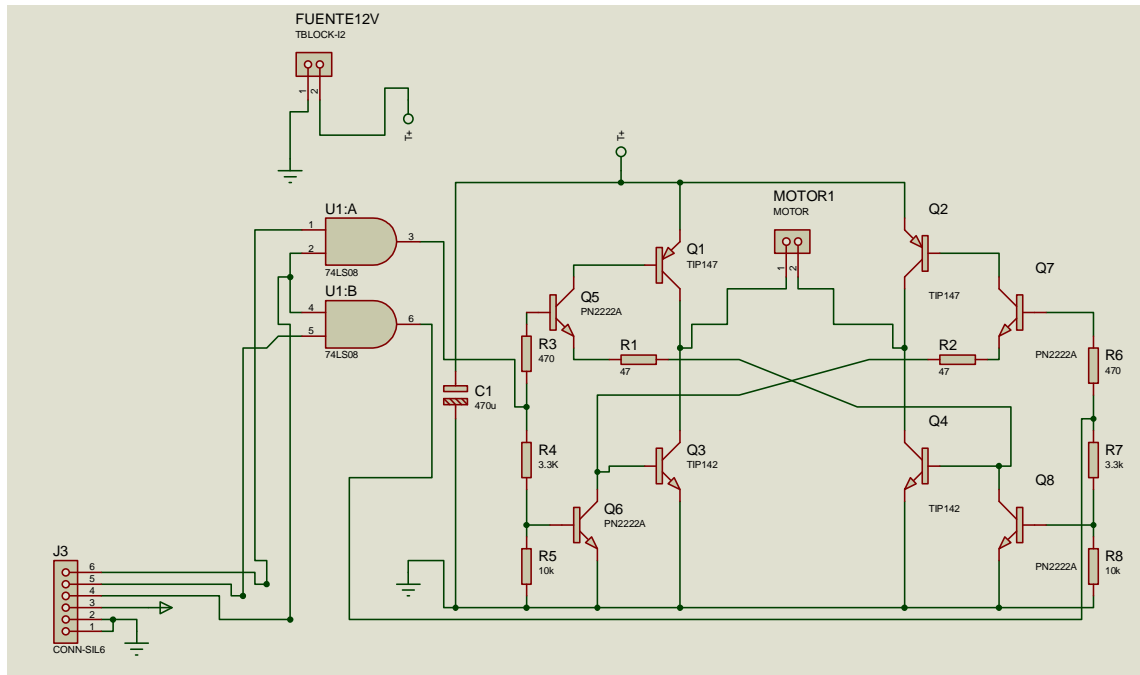 FUENTE12V
TBLOCK-I2
1
2
T+
T+
U1:A
1
2
3
74LS08
U1:B
4
5
6
74LS08
MOTOR1
MOTOR
1
2
Q1
TIP147
Q2
TIP147
Q5
PN2222A
Q7
PN2222A
R3
470
R1
47
R2
47
R6
470
C1
470u
R4
3.3K
Q3
TIP142
Q4
TIP142
R7
3.3k
Q6
PN2222A
Q8
PN2222A
R5
10k
R8
10k
J3
6
5
4
3
2
1
CONN-SIL6